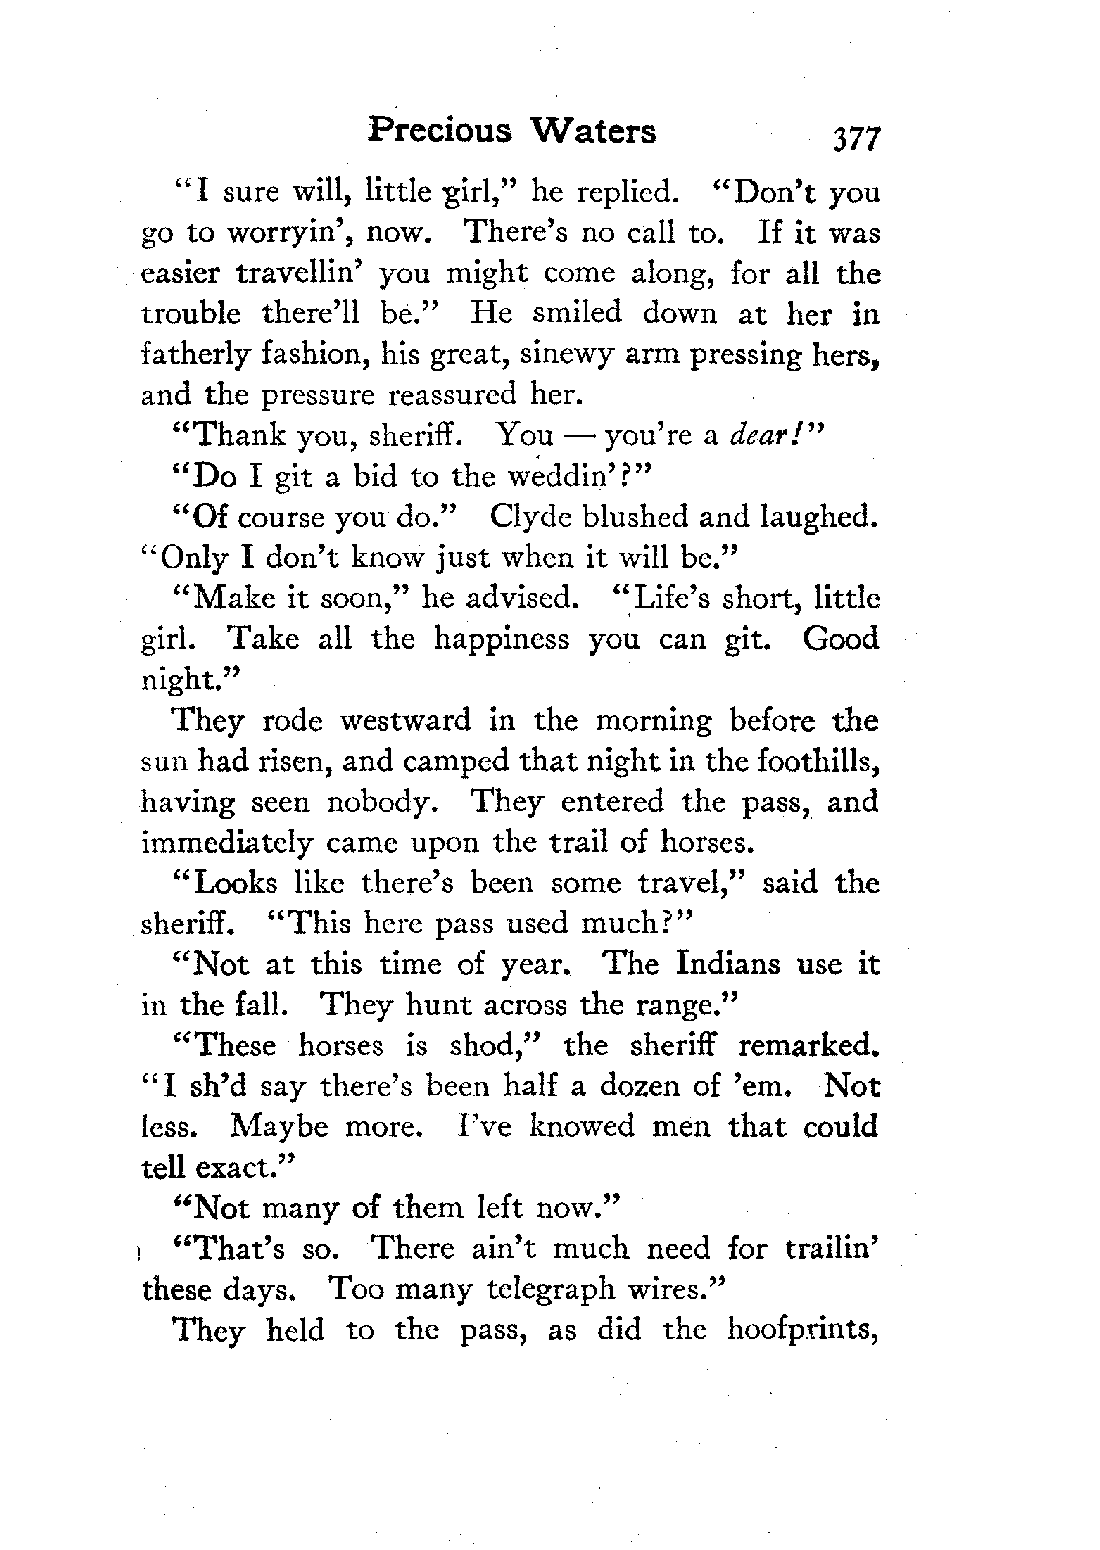 Precious Waters 377
“I sure will, little girl,” he replied. “Don’t you
go to worryin’, now. There’s no call to. If it was
easier travellin’ you might come along, for all the
trouble there’ll be.” He smiled down at her in
fatherly fashion, his great, sinewy arm pressing hers,
and the pressure reassured her.
“Thank you, sheriff. You — you’re a dear!”
“Do I git a bid to the weddin’?”
“Of course you do.” Clyde blushed and laughed.
“Only I don’t know just when it will be.”
“Make it soon,” he advised. “Life’s short, little
girl. Take all the happiness you can git. Good
night.”
They rode westward in the morning before the
sun had risen, and camped that night in the foothills,
having seen nobody. They entered the pass, and
immediately came upon the trail of horses.
“Looks like there’s been some travel,” said the
sheriff. “This here pass used much?”
“Not at this time of year. The Indians use it
in the fall. They hunt across the range.”
“These horses is shod,” the sheriff remarked.
“I sh’d say there’s been half a dozen of ’em. Not
less. Maybe more. I’ve knowed men that could
tell exact.”
“Not many of them left now.”
“That’s so. There ain’t much need for trailin’
these days. Too many telegraph wires.”
They held to the pass, as did the hoofprints,